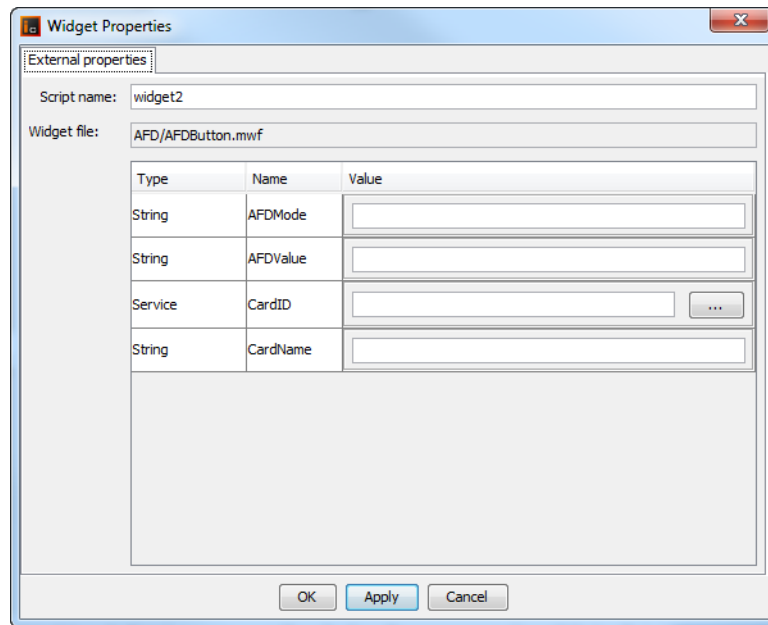 ic Widget Properties
External properties
Script name: widget2
Widget file: AFD/AFDButton.mwf
Type Name Value
String AFDMode
String AFDValue
Service CardID ...
String CardName
OK Apply Cancel